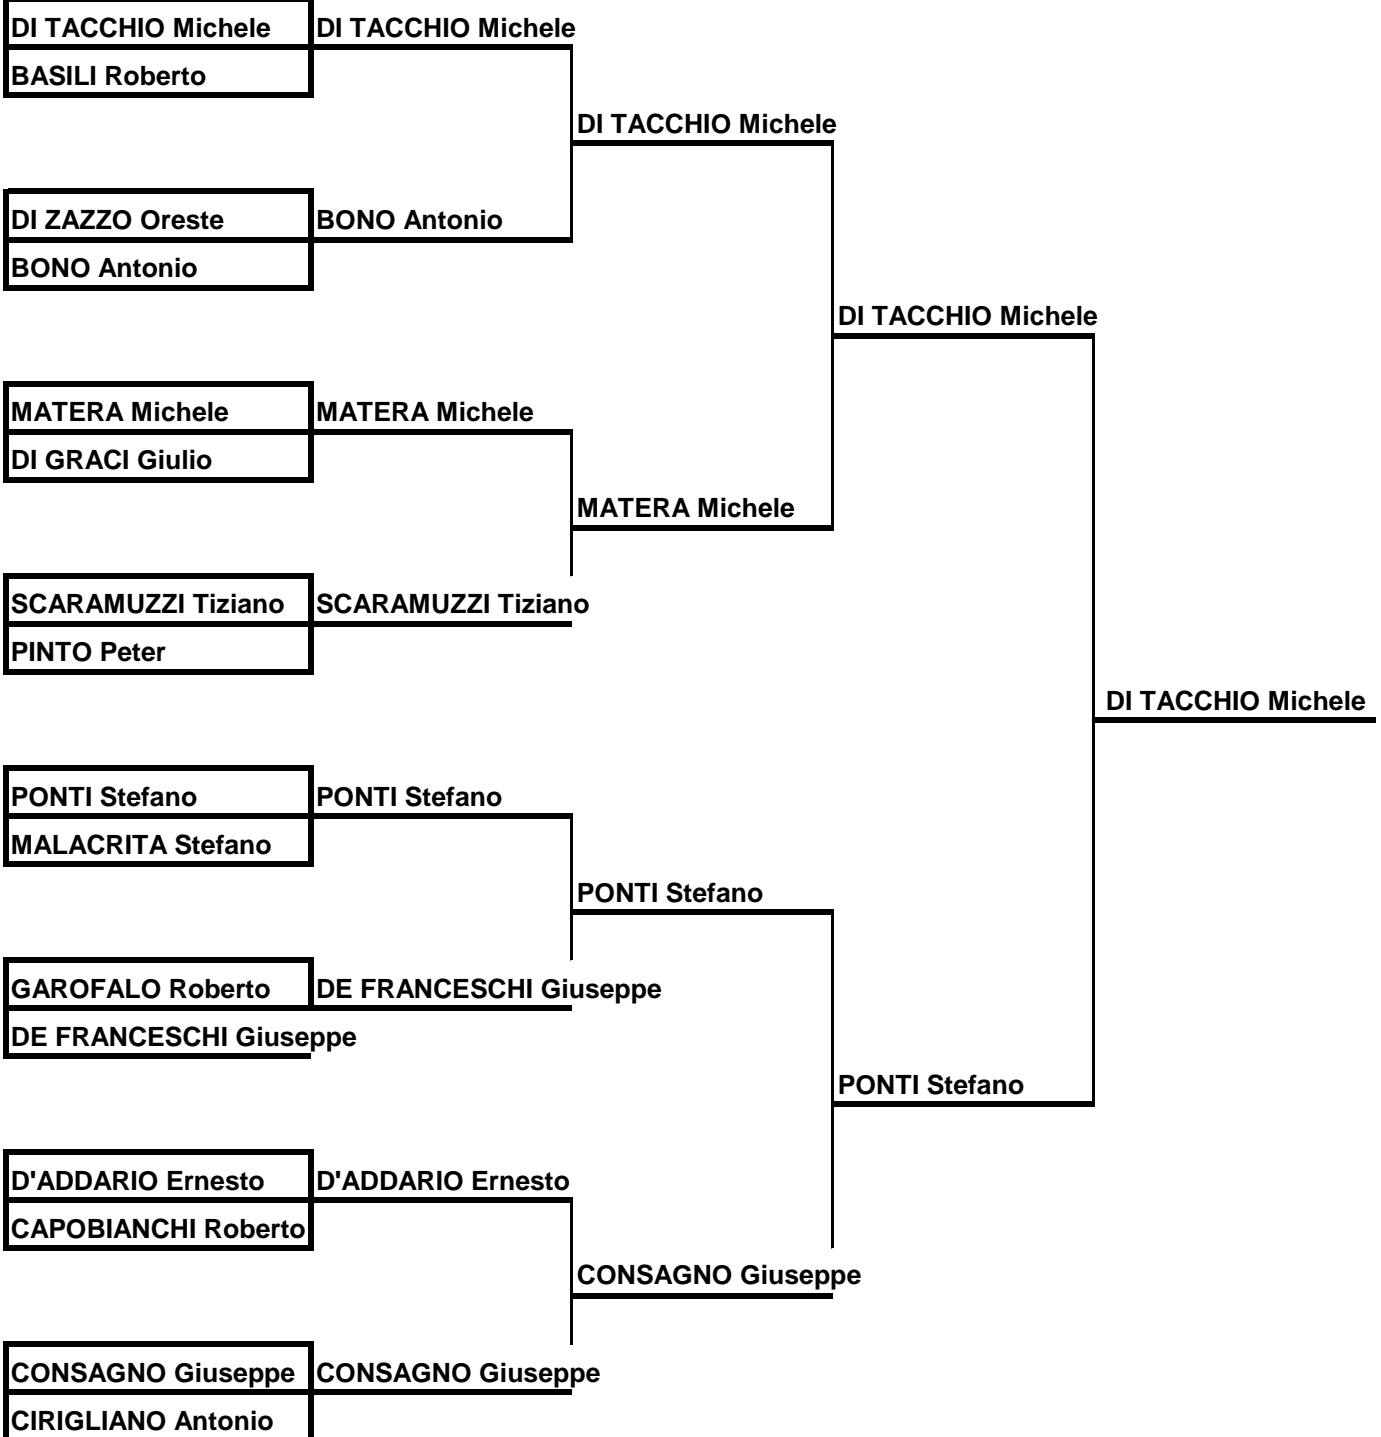 DI TACCHIO Michele DI TACCHIO Michele
BASILI Roberto
DI TACCHIO Michele
DI ZAZZO Oreste BONO Antonio
BONO Antonio
DI TACCHIO Michele
MATERA Michele MATERA Michele
DI GRACI Giulio
MATERA Michele
SCARAMUZZI Tiziano SCARAMUZZI Tiziano
PINTO Peter
DI TACCHIO Michele
PONTI Stefano PONTI Stefano
MALACRITA Stefano
PONTI Stefano
GAROFALO Roberto DE FRANCESCHI Giuseppe
DE FRANCESCHI Giuseppe
PONTI Stefano
D'ADDARIO Ernesto D'ADDARIO Ernesto
CAPOBIANCHI Roberto
CONSAGNO Giuseppe
CONSAGNO Giuseppe CONSAGNO Giuseppe
CIRIGLIANO Antonio